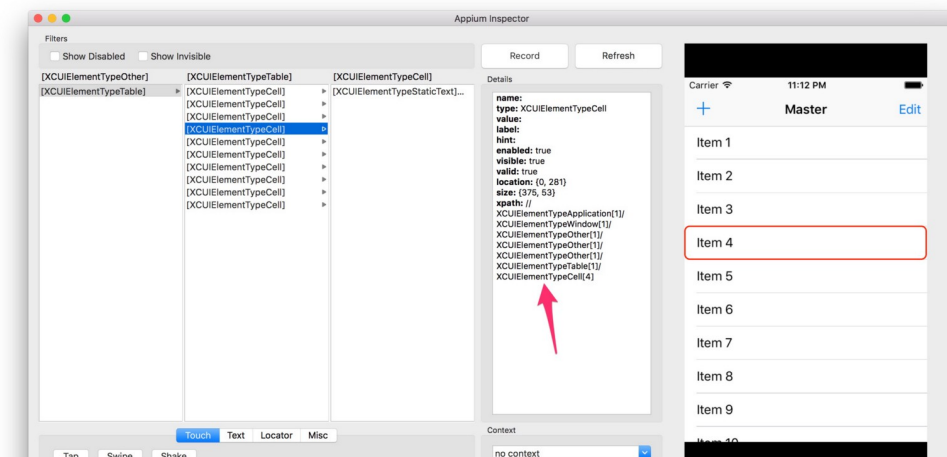 Appium Inspector
Filters
Show Disabled Show Invisible
Record Refresh
[XCUIElementTypeOther] [XCUIElementTypeTable] [XCUIElementTypeCell]
[XCUIElementTypeTable] [XCUIElementTypeCell] [XCUIElementTypeStaticText]...
[XCUIElementTypeCell]
[XCUIElementTypeCell]
[XCUIElementTypeCell]
[XCUIElementTypeCell]
[XCUIElementTypeCell]
[XCUIElementTypeCell]
[XCUIElementTypeCell]
[XCUIElementTypeCell]
[XCUIElementTypeCell]
Details
name:
type: XCUIElementTypeCell
value:
label:
hint:
enabled: true
visible: true
valid: true
location: {0, 281}
size: {375, 53}
xpath: //
XCUIElementTypeApplication[1]/
XCUIElementTypeWindow[1]/
XCUIElementTypeOther[1]/
XCUIElementTypeOther[1]/
XCUIElementTypeOther[1]/
XCUIElementTypeTable[1]/
XCUIElementTypeCell[4]
Touch Text Locator Misc
Tap Swipe Shake
Context
no context
Carrier 11:12 PM
+ Master Edit
Item 1
Item 2
Item 3
Item 4
Item 5
Item 6
Item 7
Item 8
Item 9
Item 10